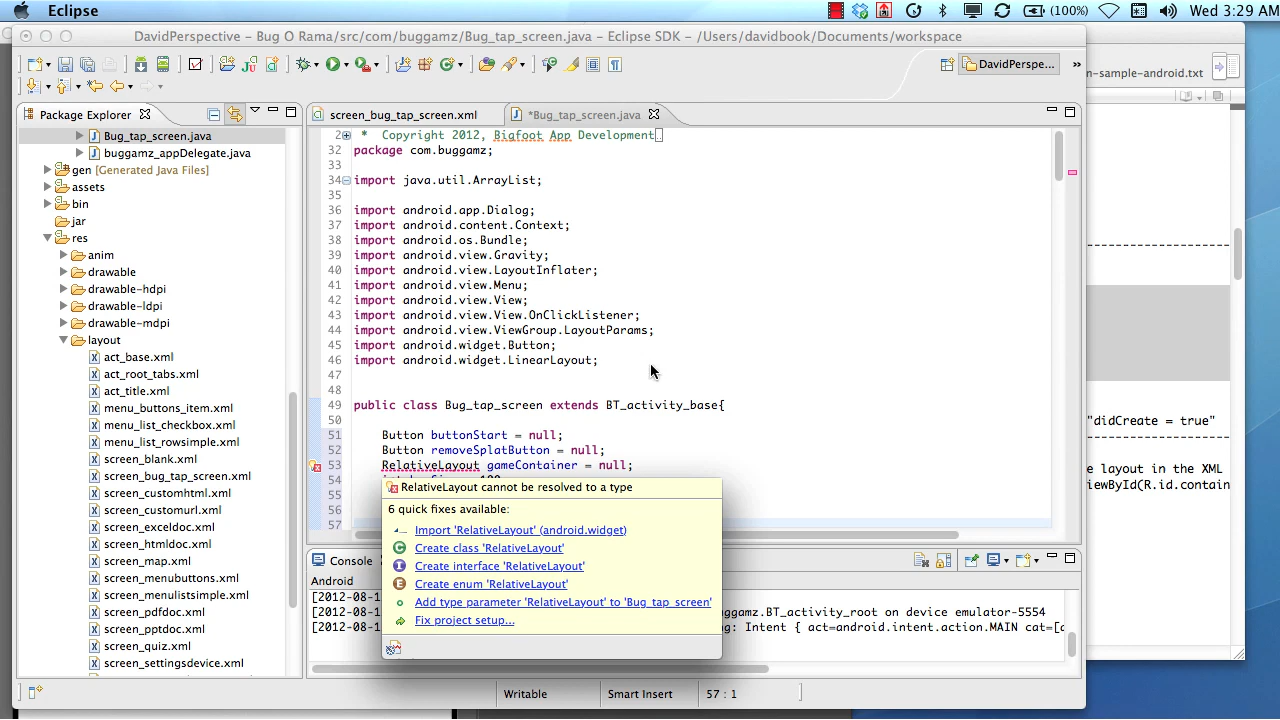 Eclipse (100%) Wed 3:29 AM
DavidPerspective – Bug O Rama/src/com/buggamz/Bug_tap_screen.java – Eclipse SDK – /Users/davidbook/Documents/workspace
DavidPerspe... »
n-sample-android.txt
Package Explorer
screen_bug_tap_screen.xml
*Bug_tap_screen.java
Bug_tap_screen.java
buggamz_appDelegate.java
gen [Generated Java Files]
assets
bin
jar
res
anim
drawable
drawable-hdpi
drawable-ldpi
drawable-mdpi
layout
act_base.xml
act_root_tabs.xml
act_title.xml
menu_buttons_item.xml
menu_list_checkbox.xml
menu_list_rowsimple.xml
screen_blank.xml
screen_bug_tap_screen.xml
screen_customhtml.xml
screen_customurl.xml
screen_exceldoc.xml
screen_htmldoc.xml
screen_map.xml
screen_menubuttons.xml
screen_menulistsimple.xml
screen_pdfdoc.xml
screen_pptdoc.xml
screen_quiz.xml
screen_settingsdevice.xml
2 * Copyright 2012, Bigfoot App Development
32 package com.buggamz;
33
34 import java.util.ArrayList;
35
36 import android.app.Dialog;
37 import android.content.Context;
38 import android.os.Bundle;
39 import android.view.Gravity;
40 import android.view.LayoutInflater;
41 import android.view.Menu;
42 import android.view.View;
43 import android.view.View.OnClickListener;
44 import android.view.ViewGroup.LayoutParams;
45 import android.widget.Button;
46 import android.widget.LinearLayout;
47
48
49 public class Bug_tap_screen extends BT_activity_base{
50
51 Button buttonStart = null;
52 Button removeSplatButton = null;
53 RelativeLayout gameContainer = null;
54
55
56
57
RelativeLayout cannot be resolved to a type
6 quick fixes available:
Import 'RelativeLayout' (android.widget)
Create class 'RelativeLayout'
Create interface 'RelativeLayout'
Create enum 'RelativeLayout'
Add type parameter 'RelativeLayout' to 'Bug_tap_screen'
Fix project setup...
Console
Android
[2012-08-1
[2012-08-1 ggamz.BT_activity_root on device emulator-5554
[2012-08-1 g: Intent { act=android.intent.action.MAIN cat=[
Writable Smart Insert 57 : 1
"didCreate = true"
e layout in the XML
iewById(R.id.contain